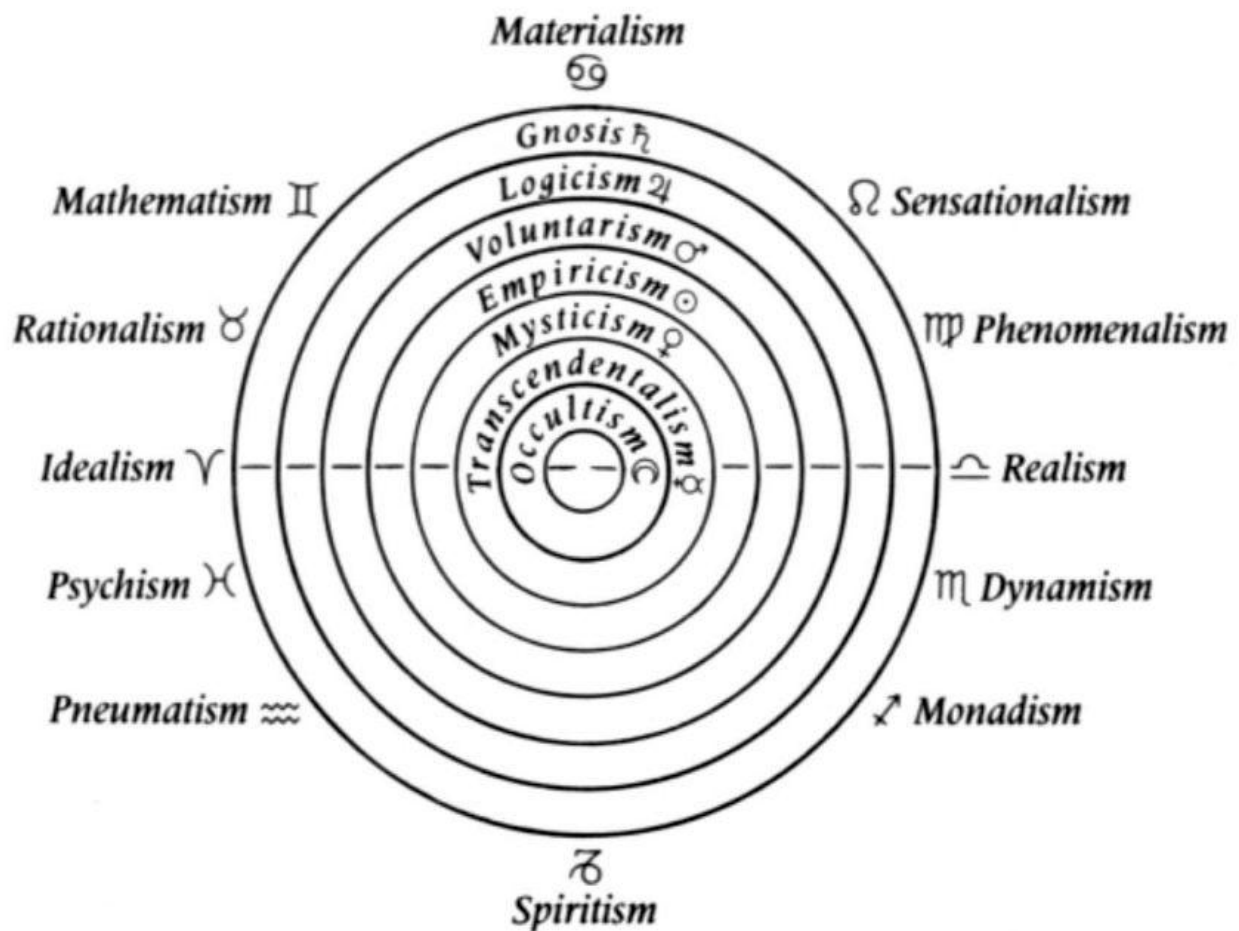 Materialism
♋
Gnosis ♄
Logicism ♃
Mathematism ♊
♌ Sensationalism
Voluntarism ♂
Empiricism ☉
Mysticism ♀
Rationalism ♉
♍ Phenomenalism
Transcendentalism ☿
Occultism ☾
Idealism ♈
♎ Realism
Psychism ♓
♏ Dynamism
Pneumatism ♒
♐ Monadism
♑
Spiritism